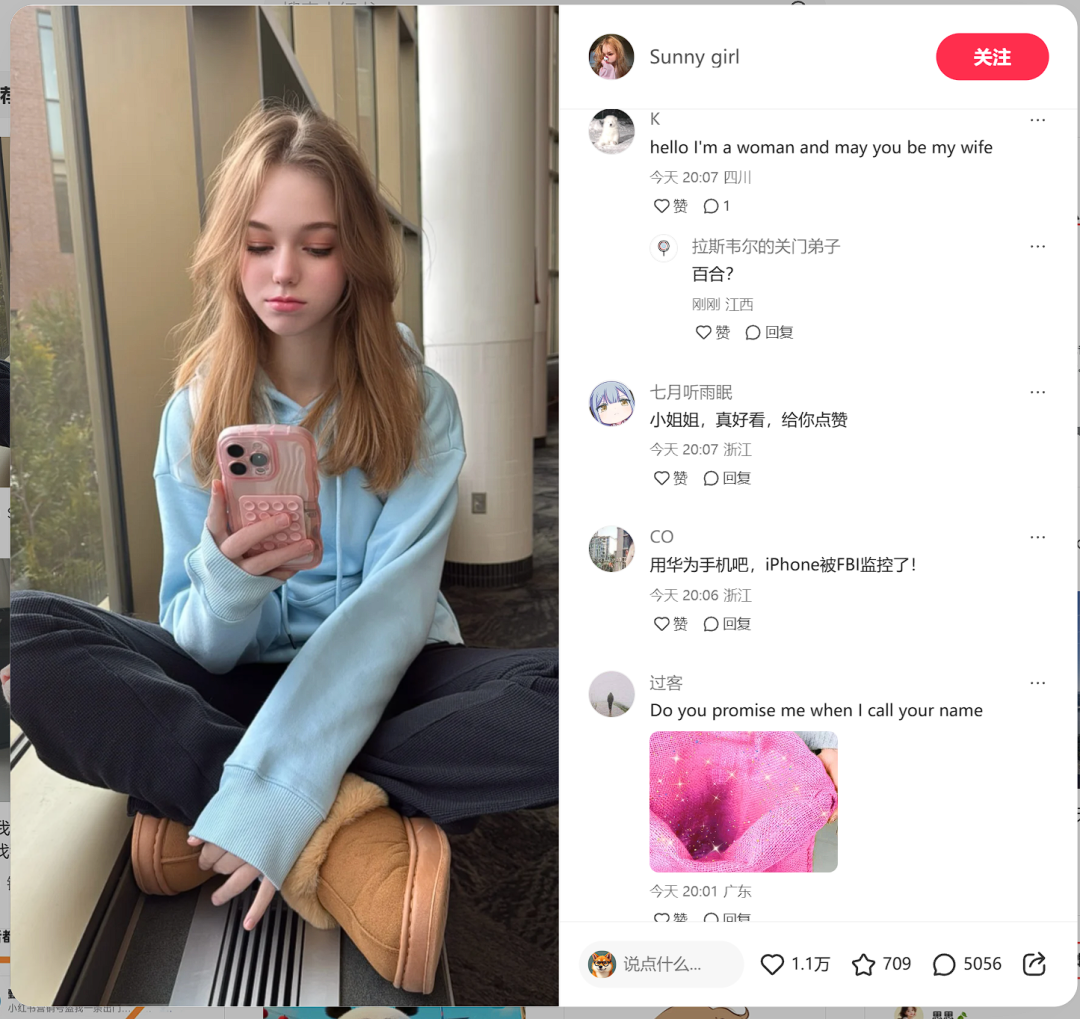 Sunny girl
关注
K
hello I'm a woman and may you be my wife
今天 20:07 四川
赞 1
拉斯韦尔的关门弟子
百合?
刚刚 江西
赞 回复
七月听雨眠
小姐姐，真好看，给你点赞
今天 20:07 浙江
赞 回复
CO
用华为手机吧，iPhone被FBI监控了!
今天 20:06 浙江
赞 回复
过客
Do you promise me when I call your name
今天 20:01 广东
赞 回复
说点什么... 1.1万 709 5056